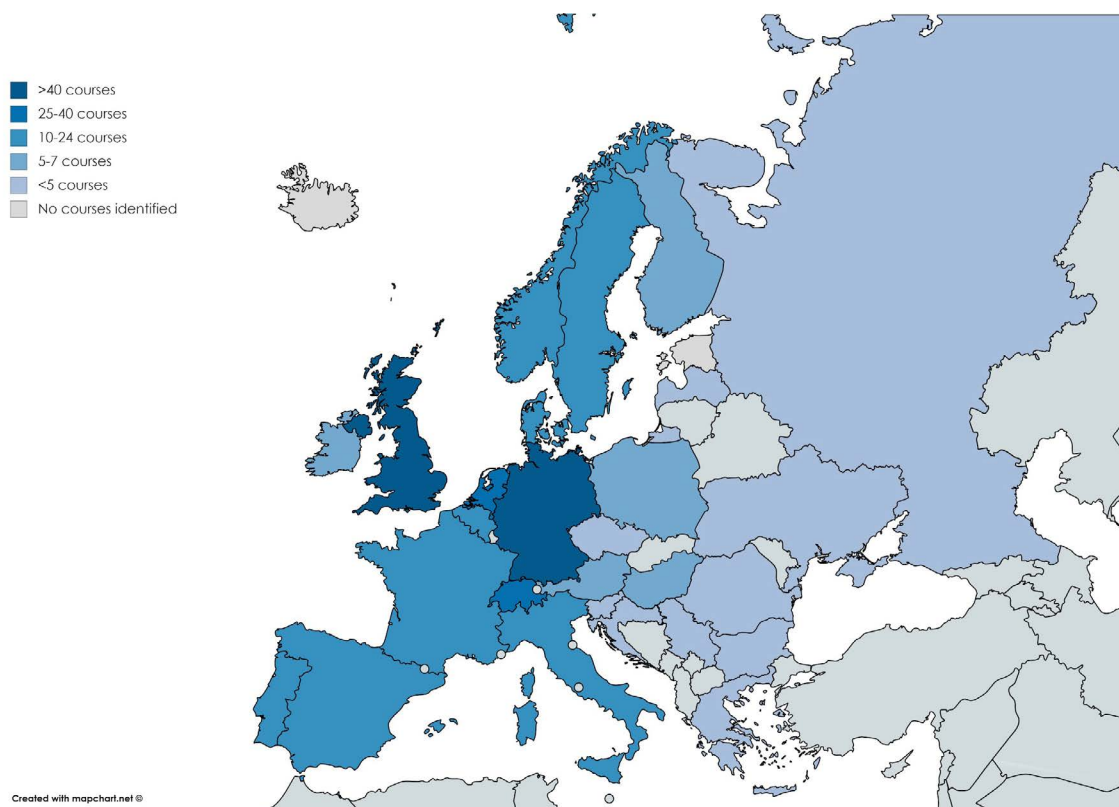 >40 courses
25-40 courses
10-24 courses
5-7 courses
<5 courses
No courses identified
Created with mapchart.net ©